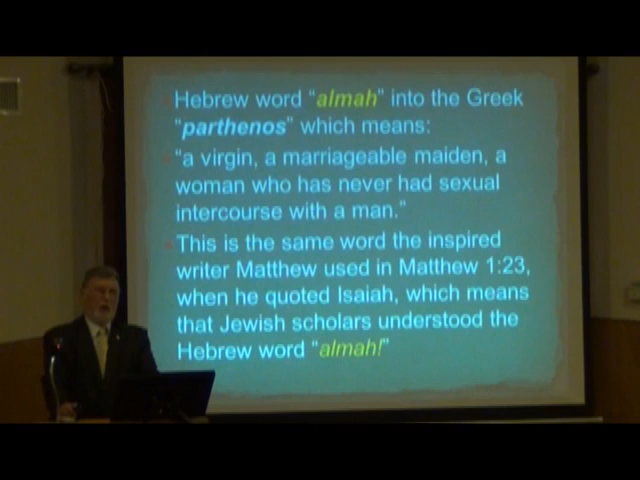 Hebrew word “almah” into the Greek
“parthenos” which means:
“a virgin, a marriageable maiden, a
woman who has never had sexual
intercourse with a man.”
This is the same word the inspired
writer Matthew used in Matthew 1:23,
when he quoted Isaiah, which means
that Jewish scholars understood the
Hebrew word “almah!”